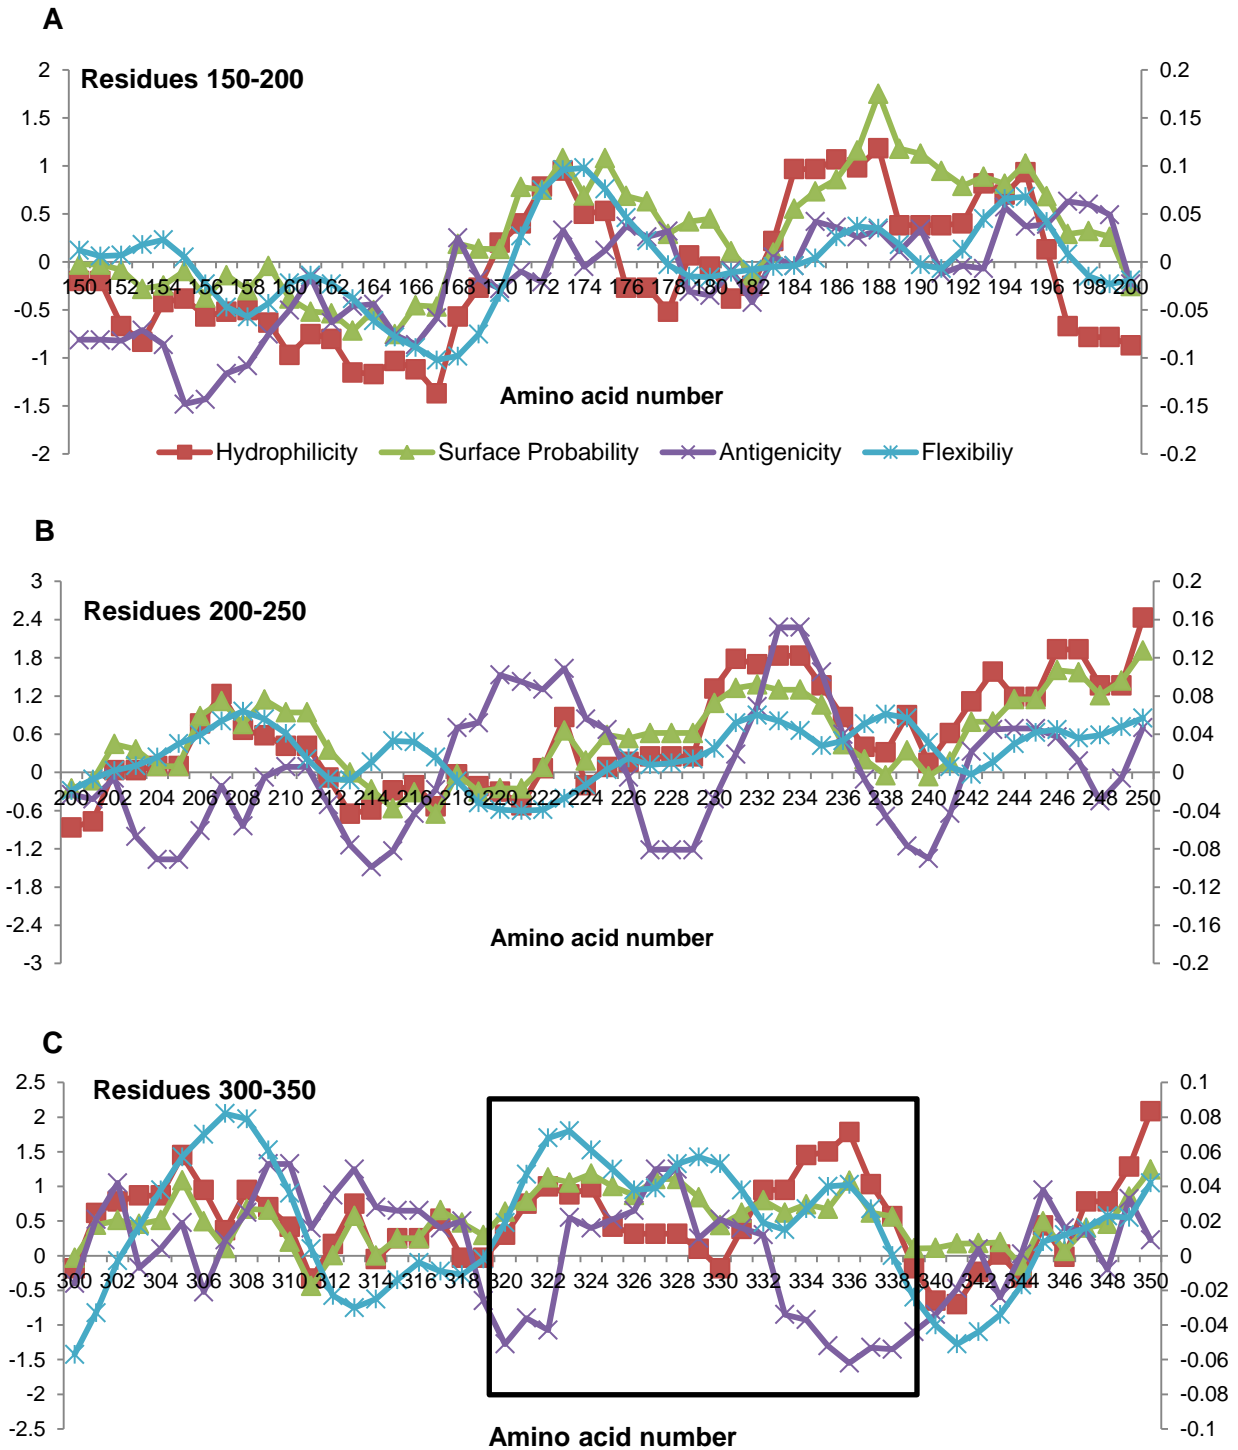 A
Residues 150-200
2 1.5 1 0.5 0 -0.5 -1 -1.5 -2
0.2 0.15 0.1 0.05 0 -0.05 -0.1 -0.15 -0.2
150 152 154 156 158 160 162 164 166 168 170 172 174 176 178 180 182 184 186 188 190 192 194 196 198 200
Amino acid number
Hydrophilicity Surface Probability Antigenicity Flexibiliy
B
Residues 200-250
3 2.4 1.8 1.2 0.6 0 -0.6 -1.2 -1.8 -2.4 -3
0.2 0.16 0.12 0.08 0.04 0 -0.04 -0.08 -0.12 -0.16 -0.2
200 202 204 206 208 210 212 214 216 218 220 222 224 226 228 230 232 234 236 238 240 242 244 246 248 250
Amino acid number
C
Residues 300-350
2.5 2 1.5 1 0.5 0 -0.5 -1 -1.5 -2 -2.5
0.1 0.08 0.06 0.04 0.02 0 -0.02 -0.04 -0.06 -0.08 -0.1
300 302 304 306 308 310 312 314 316 318 320 322 324 326 328 330 332 334 336 338 340 342 344 346 348 350
Amino acid number